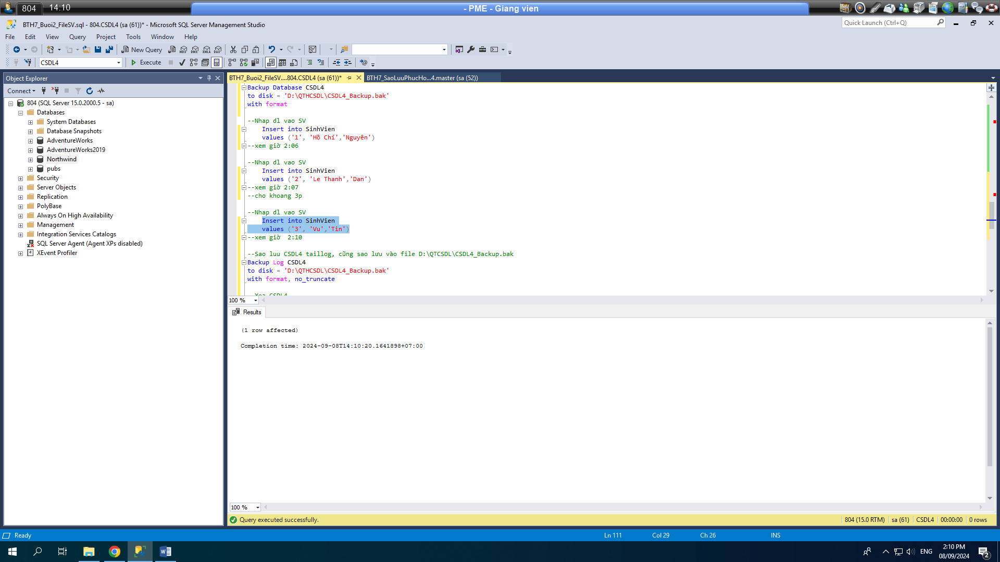 804
14:10
- PME - Giang vien
BTH7_Buoi2_FileSV.sql - 804.CSDL4 (sa (61))* - Microsoft SQL Server Management Studio
Quick Launch (Ctrl+Q)
File Edit View Query Project Tools Window Help
New Query
MDX DMX XMLA DAX
CSDL4
Execute
Object Explorer
BTH7_Buoi2_FileSV....804.CSDL4 (sa (61))*
BTH7_SaoLuuPhucHo...4.master (sa (52))
Connect
804 (SQL Server 15.0.2000.5 - sa)
Databases
System Databases
Database Snapshots
AdventureWorks
AdventureWorks2019
Northwind
pubs
Security
Server Objects
Replication
PolyBase
Always On High Availability
Management
Integration Services Catalogs
SQL Server Agent (Agent XPs disabled)
XEvent Profiler
Backup Database CSDL4
to disk = 'D:\QTHCSDL\CSDL4_Backup.bak'
with format
--Nhap dl vao SV
Insert into SinhVien
values ('1', 'Hồ Chí','Nguyên')
--xem giờ 2:06
--Nhap dl vao SV
Insert into SinhVien
values ('2', 'Le Thanh','Dan')
--xem giờ 2:07
--cho khoang 3p
--Nhap dl vao SV
Insert into SinhVien
values ('3', 'Vu','Tin')
--xem giờ  2:10
--Sao luu CSDL4 taillog, cũng sao lưu vào file D:\QTCSDL\CSDL4_Backup.bak
Backup Log CSDL4
to disk = 'D:\QTHCSDL\CSDL4_Backup.bak'
with format, no_truncate
--Xoa CSDL4
100 %
Results
(1 row affected)
Completion time: 2024-09-08T14:10:20.1641898+07:00
100 %
Query executed successfully.
804 (15.0 RTM) sa (61) CSDL4 00:00:00 0 rows
Ready
Ln 111 Col 29 Ch 26 INS
ENG
2:10 PM
08/09/2024
2